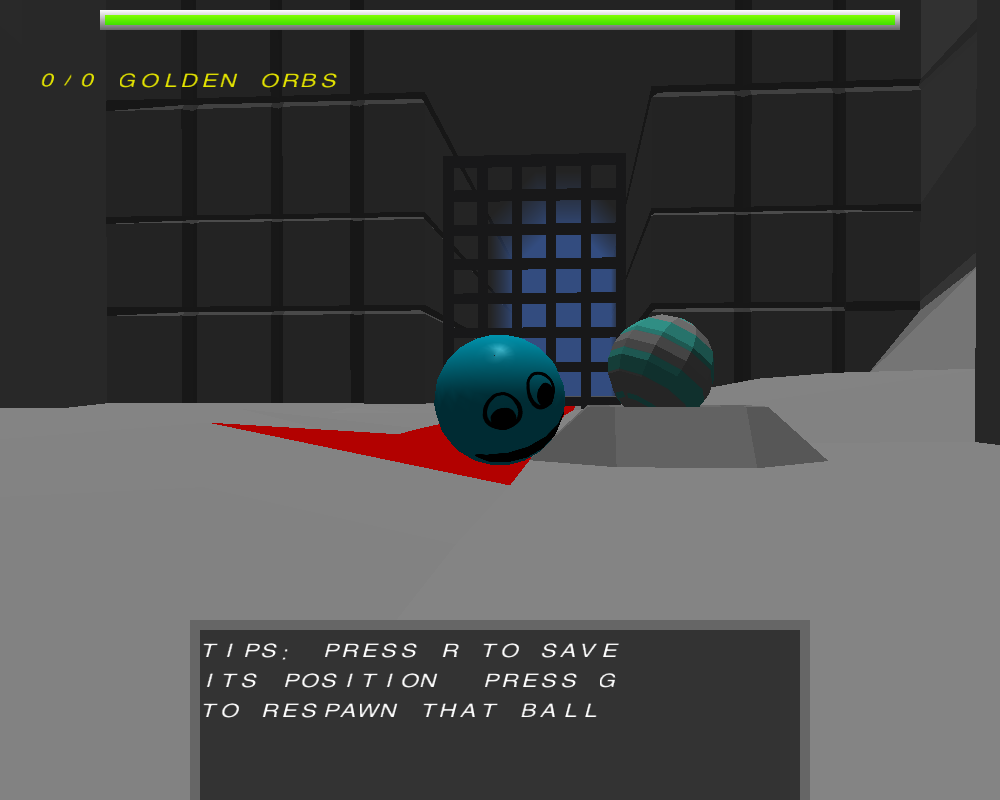 0/0 GOLDEN ORBS
TIPS: PRESS R TO SAVE
ITS POSITION PRESS G
TO RESPAWN THAT BALL